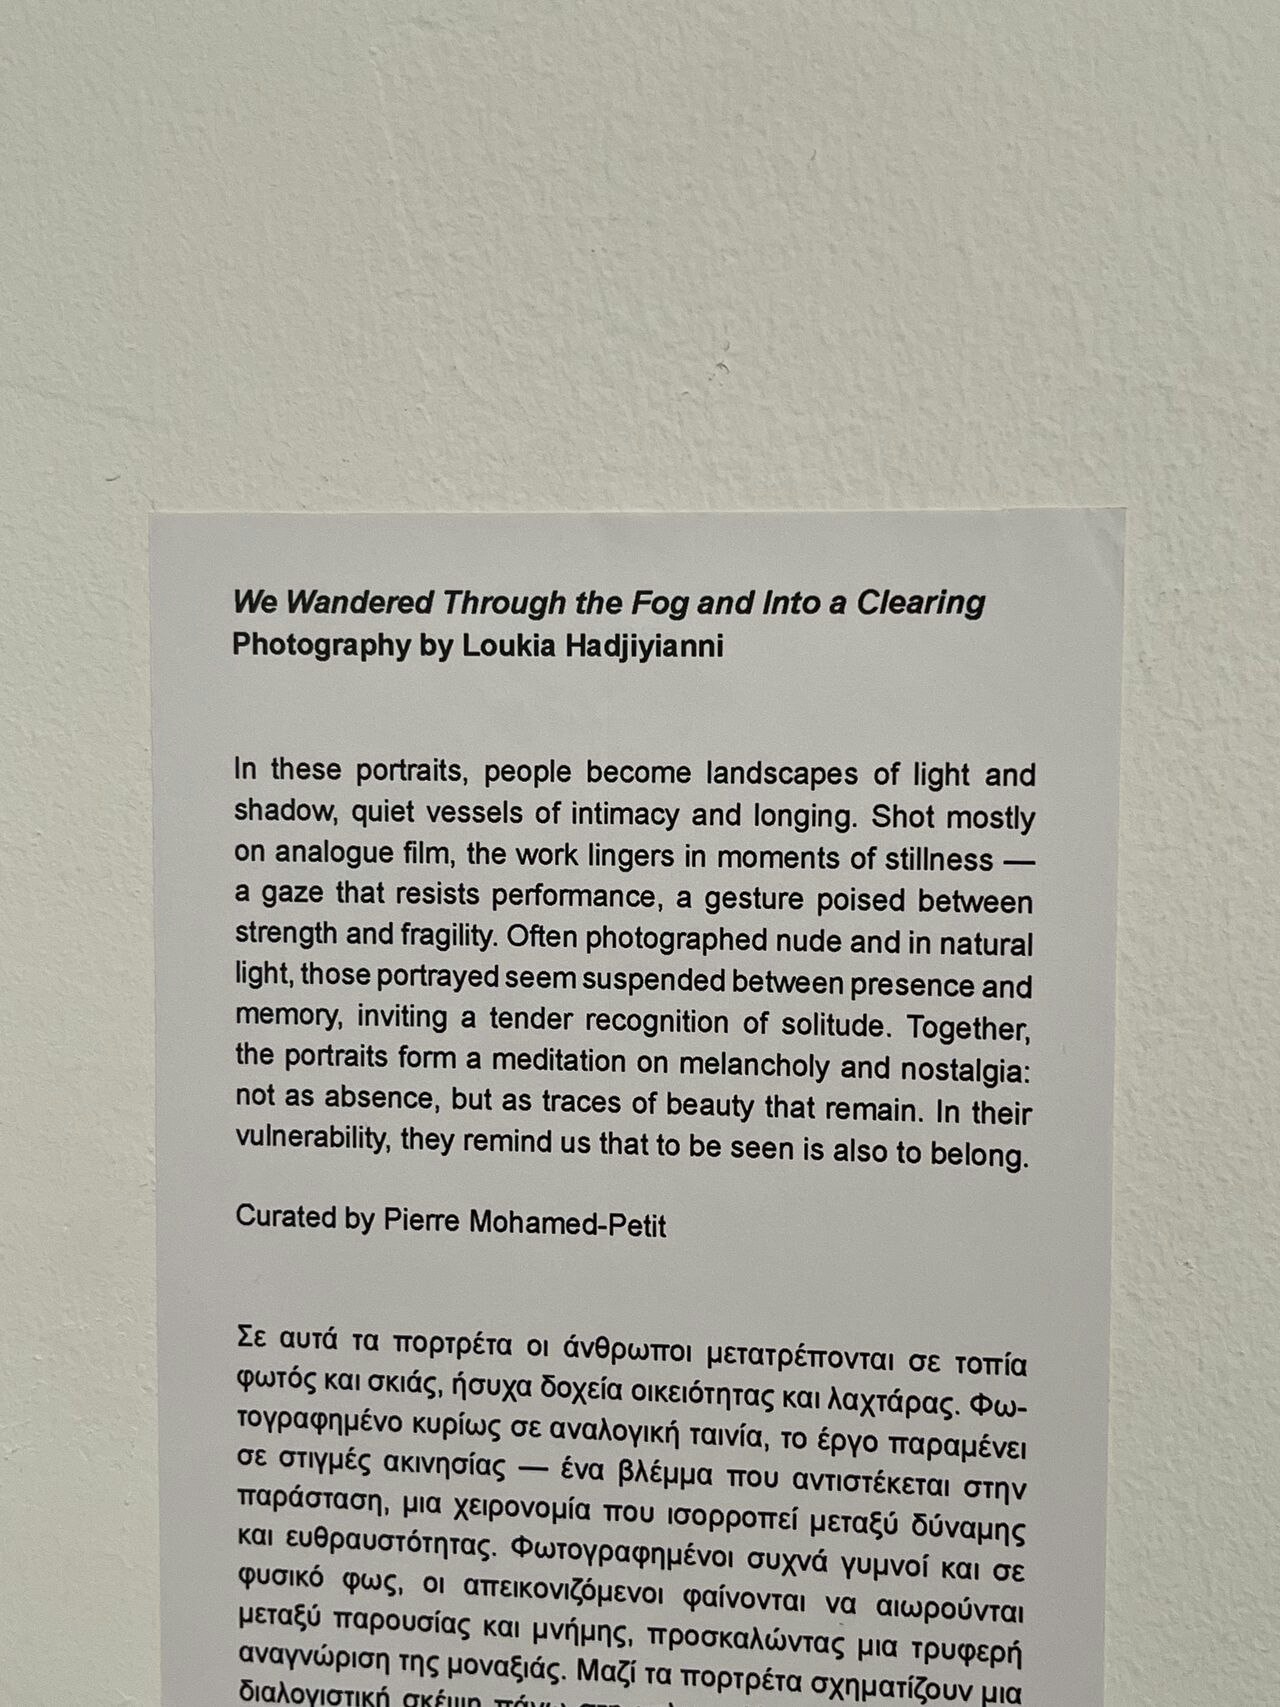 We Wandered Through the Fog and Into a Clearing
Photography by Loukia Hadjiyianni
In these portraits, people become landscapes of light and
shadow, quiet vessels of intimacy and longing. Shot mostly
on analogue film, the work lingers in moments of stillness —
a gaze that resists performance, a gesture poised between
strength and fragility. Often photographed nude and in natural
light, those portrayed seem suspended between presence and
memory, inviting a tender recognition of solitude. Together,
the portraits form a meditation on melancholy and nostalgia:
not as absence, but as traces of beauty that remain. In their
vulnerability, they remind us that to be seen is also to belong.
Curated by Pierre Mohamed-Petit
Σε αυτά τα πορτρέτα οι άνθρωποι μετατρέπονται σε τοπία
φωτός και σκιάς, ήσυχα δοχεία οικειότητας και λαχτάρας. Φω-
τογραφημένο κυρίως σε αναλογική ταινία, το έργο παραμένει
σε στιγμές ακινησίας — ένα βλέμμα που αντιστέκεται στην
παράσταση, μια χειρονομία που ισορροπεί μεταξύ δύναμης
και ευθραυστότητας. Φωτογραφημένοι συχνά γυμνοί και σε
φυσικό φως, οι απεικονιζόμενοι φαίνονται να αιωρούνται
μεταξύ παρουσίας και μνήμης, προσκαλώντας μια τρυφερή
αναγνώριση της μοναξιάς. Μαζί τα πορτρέτα σχηματίζουν μια
διαλογιστική σκέψη πάνω